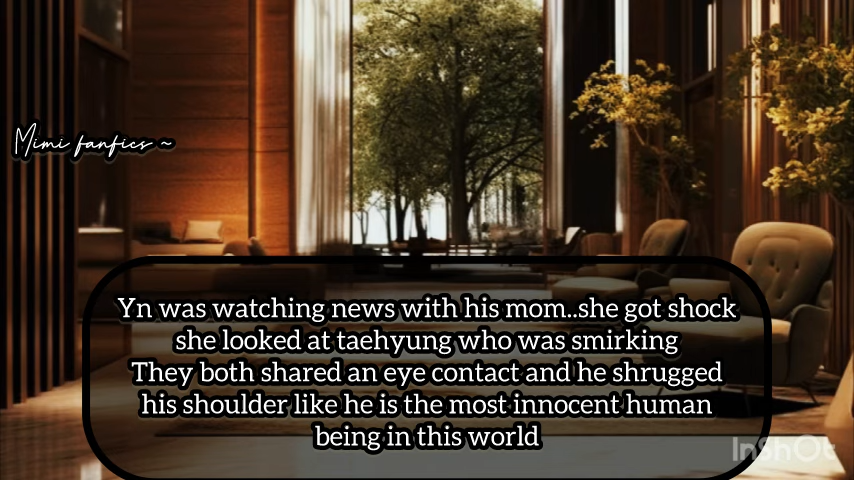 Mimi fanfics ~
Yn was watching news with his mom..she got shock
she looked at taehyung who was smirking
They both shared an eye contact and he shrugged
his shoulder like he is the most innocent human
being in this world
InShOt